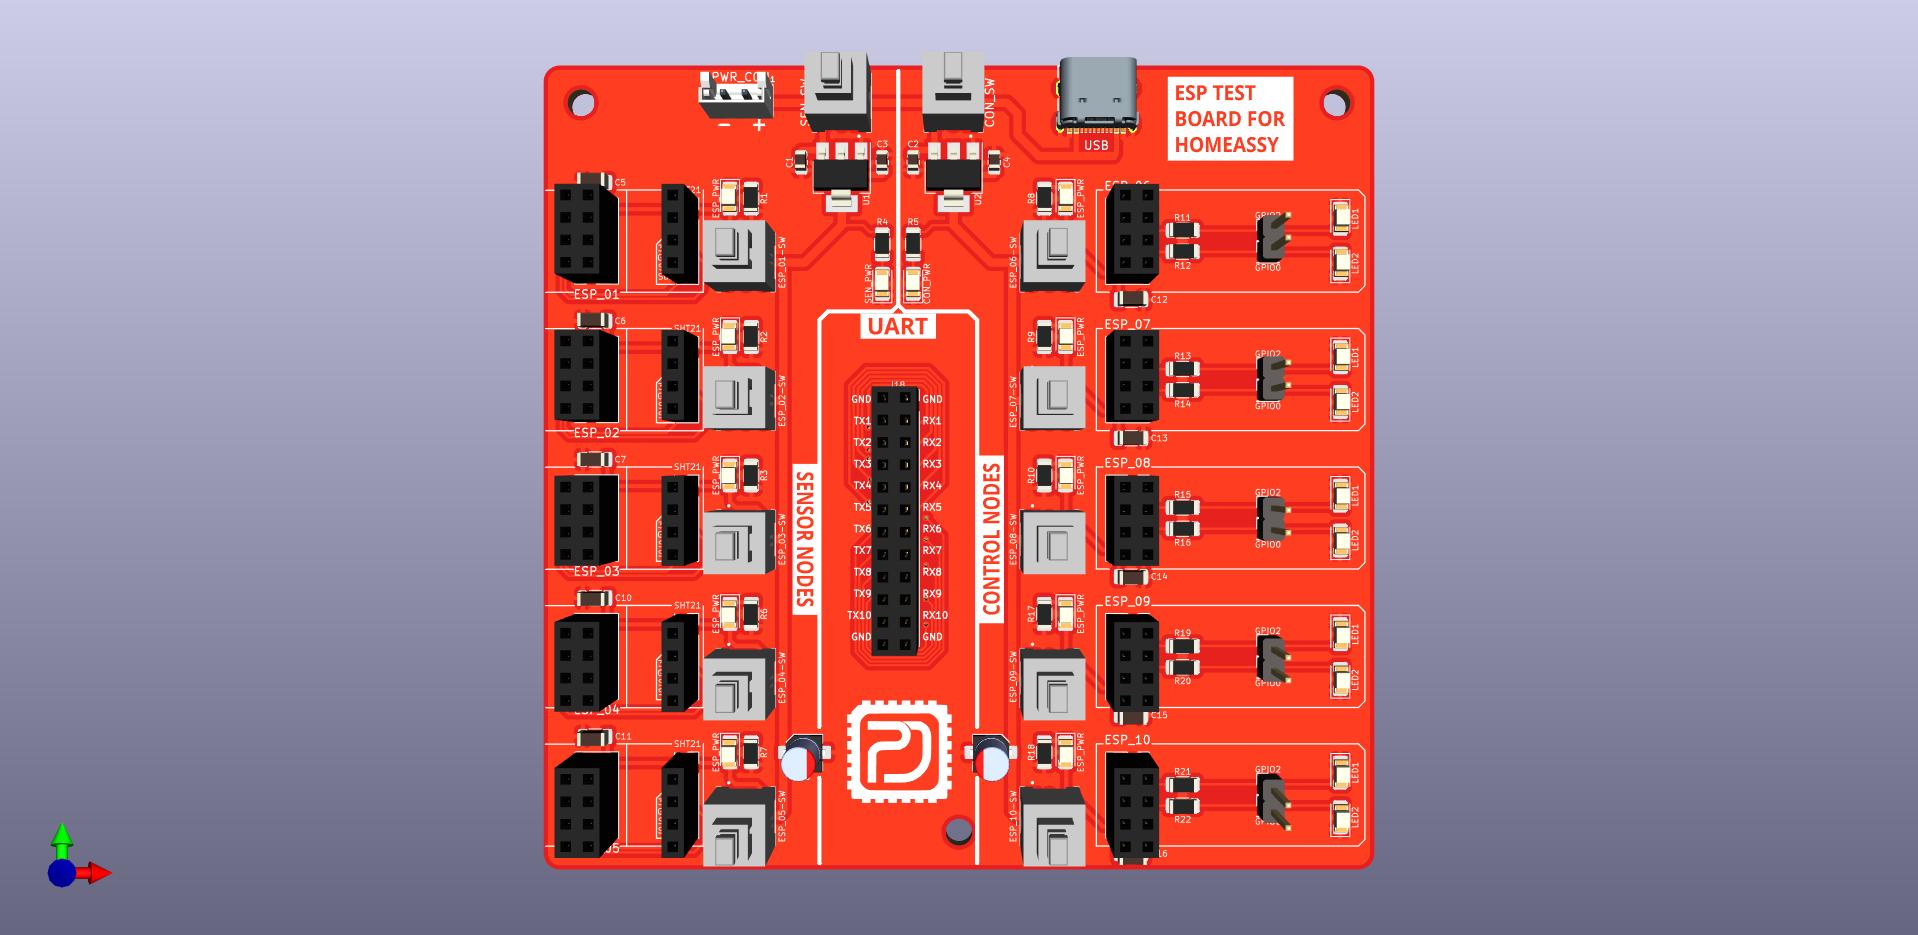 PWR_CON1
- +
CON_SW
USB
ESP TEST
BOARD FOR
HOMEASSY
C1
C3
C2
C4
U1
U2
R4
R5
SEN_PWR
CON_PWR
C5
ESP_PWR
R1
ESP_01
ESP_01-SW
C6
SHT21
ESP_PWR
R2
ESP_02
ESP_02-SW
C7
SHT21
ESP_PWR
R3
ESP_03
ESP_03-SW
C10
SHT21
ESP_PWR
R6
ESP_04-SW
C11
SHT21
ESP_PWR
R7
ESP_05-SW
UART
J18
GND GND
TX1 RX1
TX2 RX2
TX3 RX3
TX4 RX4
TX5 RX5
TX6 RX6
TX7 RX7
TX8 RX8
TX9 RX9
TX10 RX10
GND GND
SENSOR NODES
CONTROL NODES
R8
ESP_PWR
ESP_06-SW
R11
R12
GPIO0
LED1
LED2
C12
R9
ESP_PWR
ESP_07-SW
ESP_07
R13
R14
GPIO2
GPIO0
LED1
LED2
C13
R10
ESP_PWR
ESP_08-SW
ESP_08
R15
R16
GPIO2
GPIO0
LED1
LED2
C14
R17
ESP_PWR
ESP_09-SW
ESP_09
R19
R20
GPIO2
GPIO0
LED1
LED2
C15
R18
ESP_PWR
ESP_10-SW
ESP_10
R21
R22
GPIO2
LED1
LED2